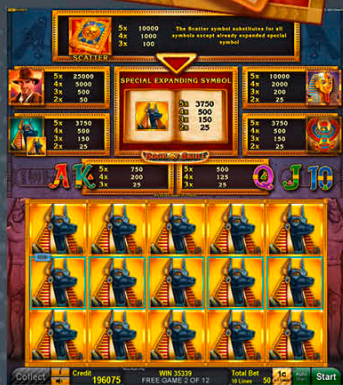 5x 10000
4x 1000
3x 100
The Scatter symbol substitutes for all
symbols except already expanded special
symbol
SCATTER
5x 25000
4x 5000
3x 500
2x 50
SPECIAL EXPANDING SYMBOL
5x 3750
4x 500
3x 150
2x 25
5x 10000
4x 2000
3x 200
2x 25
5x 3750
4x 500
3x 150
2x 25
5x 3750
4x 500
3x 150
2x 25
A K
5x 750
4x 200
3x 25
5x 500
4x 125
3x 25
Q J 10
Collect
Credit
196075
WIN 35339
FREE GAME 2 OF 12
Total Bet
10 Lines 50
1c
Auto
Start